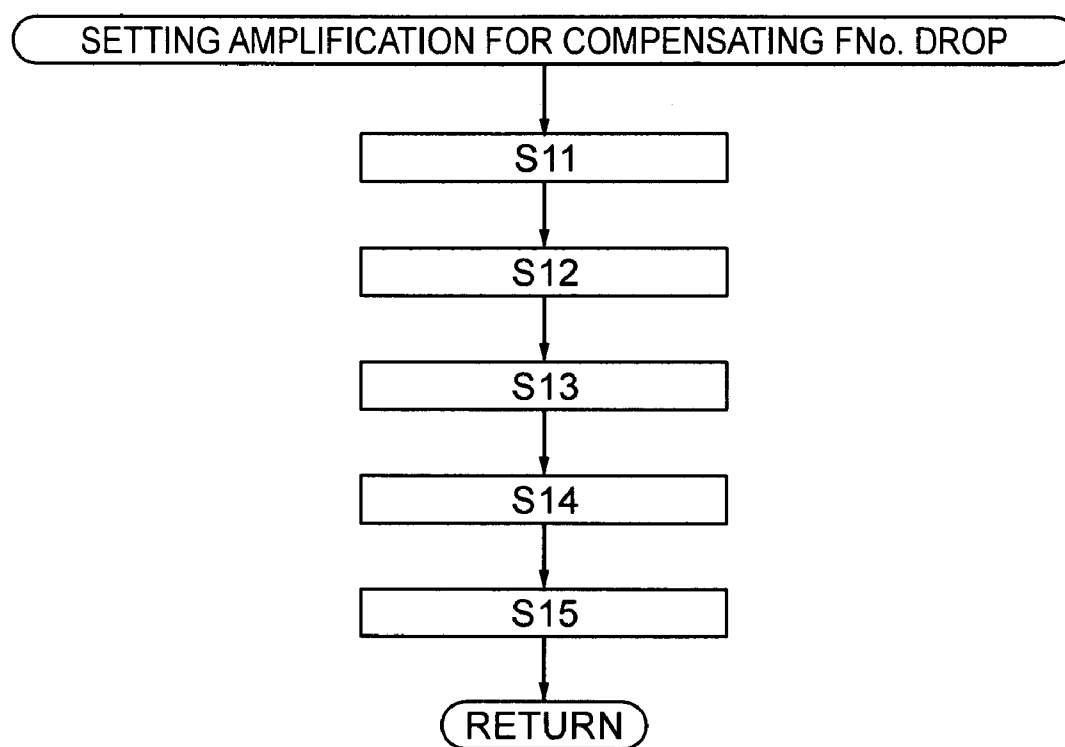 SETTING AMPLIFICATION FOR COMPENSATING FNo. DROP
S11
S12
S13
S14
S15
RETURN